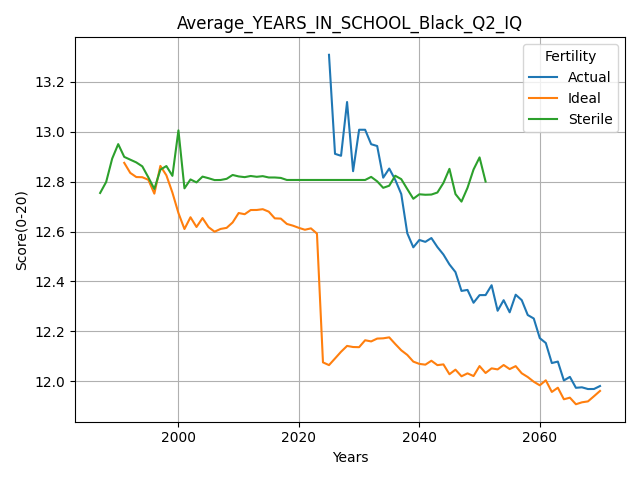 Average_YEARS_IN_SCHOOL_Black_Q2_IQ
Score(0-20)
13.2
13.0
12.8
12.6
12.4
12.2
12.0
Fertility
Actual
Ideal
Sterile
2000
2020
2040
2060
Years